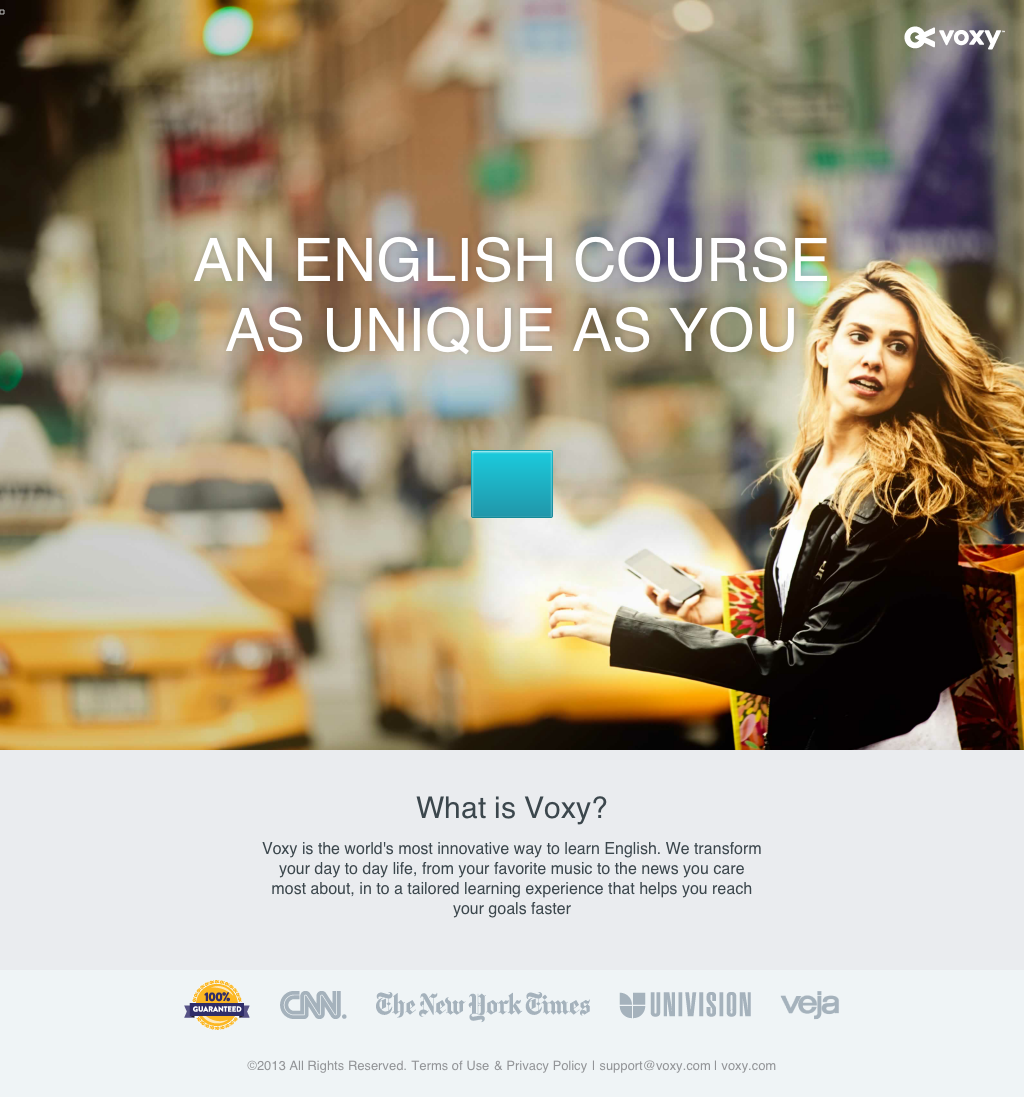 voxy
AN ENGLISH COURSE
AS UNIQUE AS YOU
What is Voxy?
Voxy is the world's most innovative way to learn English. We transform
your day to day life, from your favorite music to the news you care
most about, in to a tailored learning experience that helps you reach
your goals faster
100%
GUARANTEED
CNN.
The New York Times
UNIVISION
veja
©2013 All Rights Reserved. Terms of Use & Privacy Policy | support@voxy.com | voxy.com